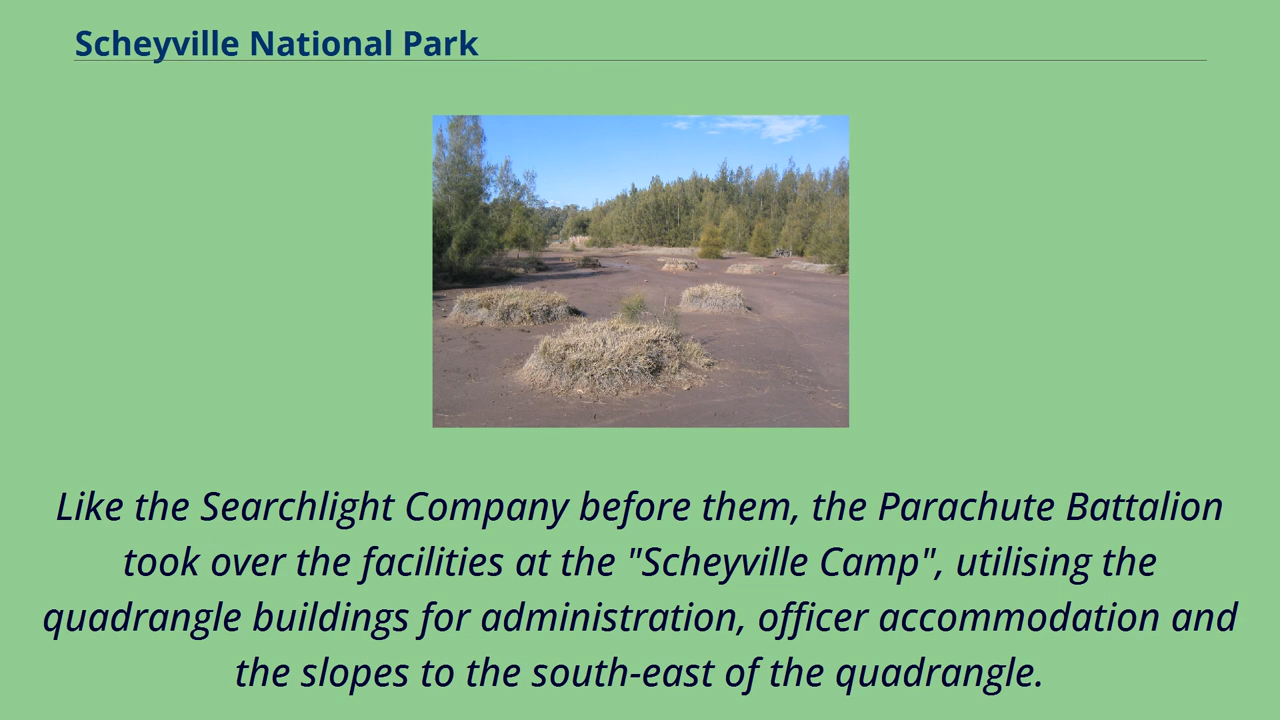 Scheyville National Park
Like the Searchlight Company before them, the Parachute Battalion
took over the facilities at the "Scheyville Camp", utilising the
quadrangle buildings for administration, officer accommodation and
the slopes to the south-east of the quadrangle.